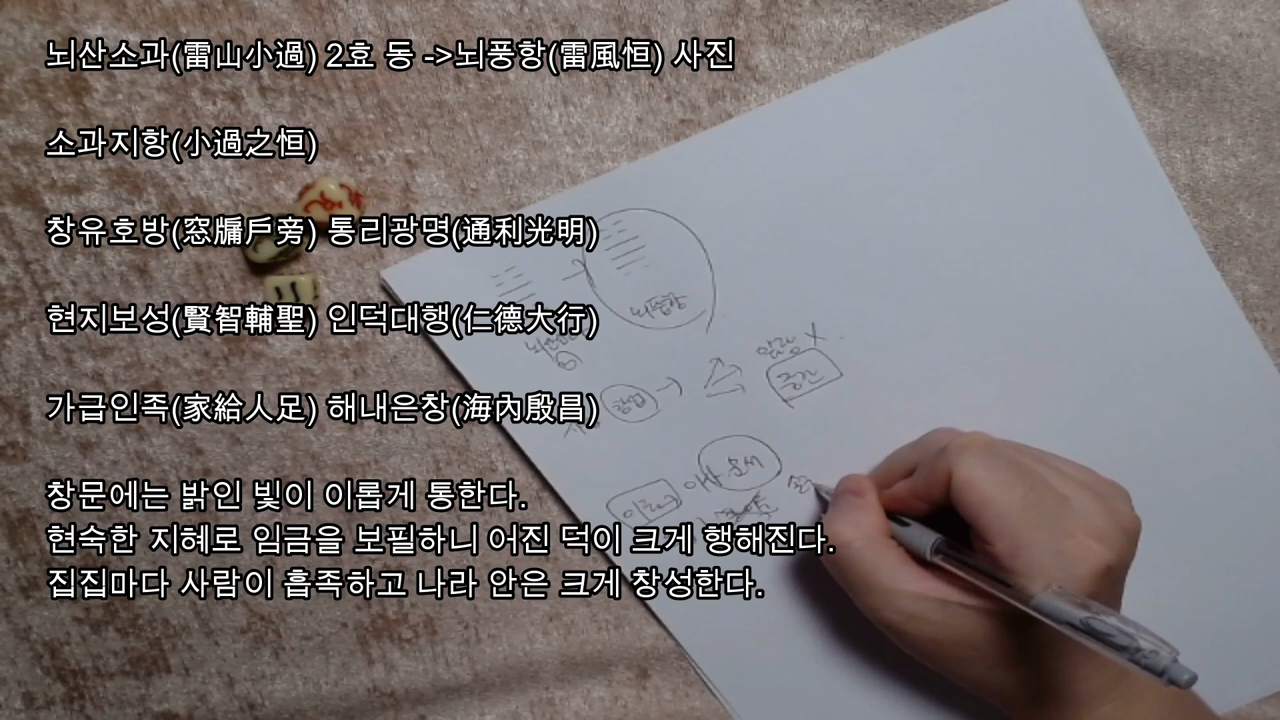 뇌산소과(雷山小過) 2효 동 ->뇌풍항(雷風恒) 사진
소과지항(小過之恒)
창유호방(窓牖戶旁) 통리광명(通利光明)
현지보성(賢智輔聖) 인덕대행(仁德大行)
가급인족(家給人足) 해내은창(海內殷昌)
창문에는 밝인 빛이 이롭게 통한다.
현숙한 지혜로 임금을 보필하니 어진 덕이 크게 행해진다.
집집마다 사람이 흡족하고 나라 안은 크게 창성한다.
뇌풍항
중간
순서